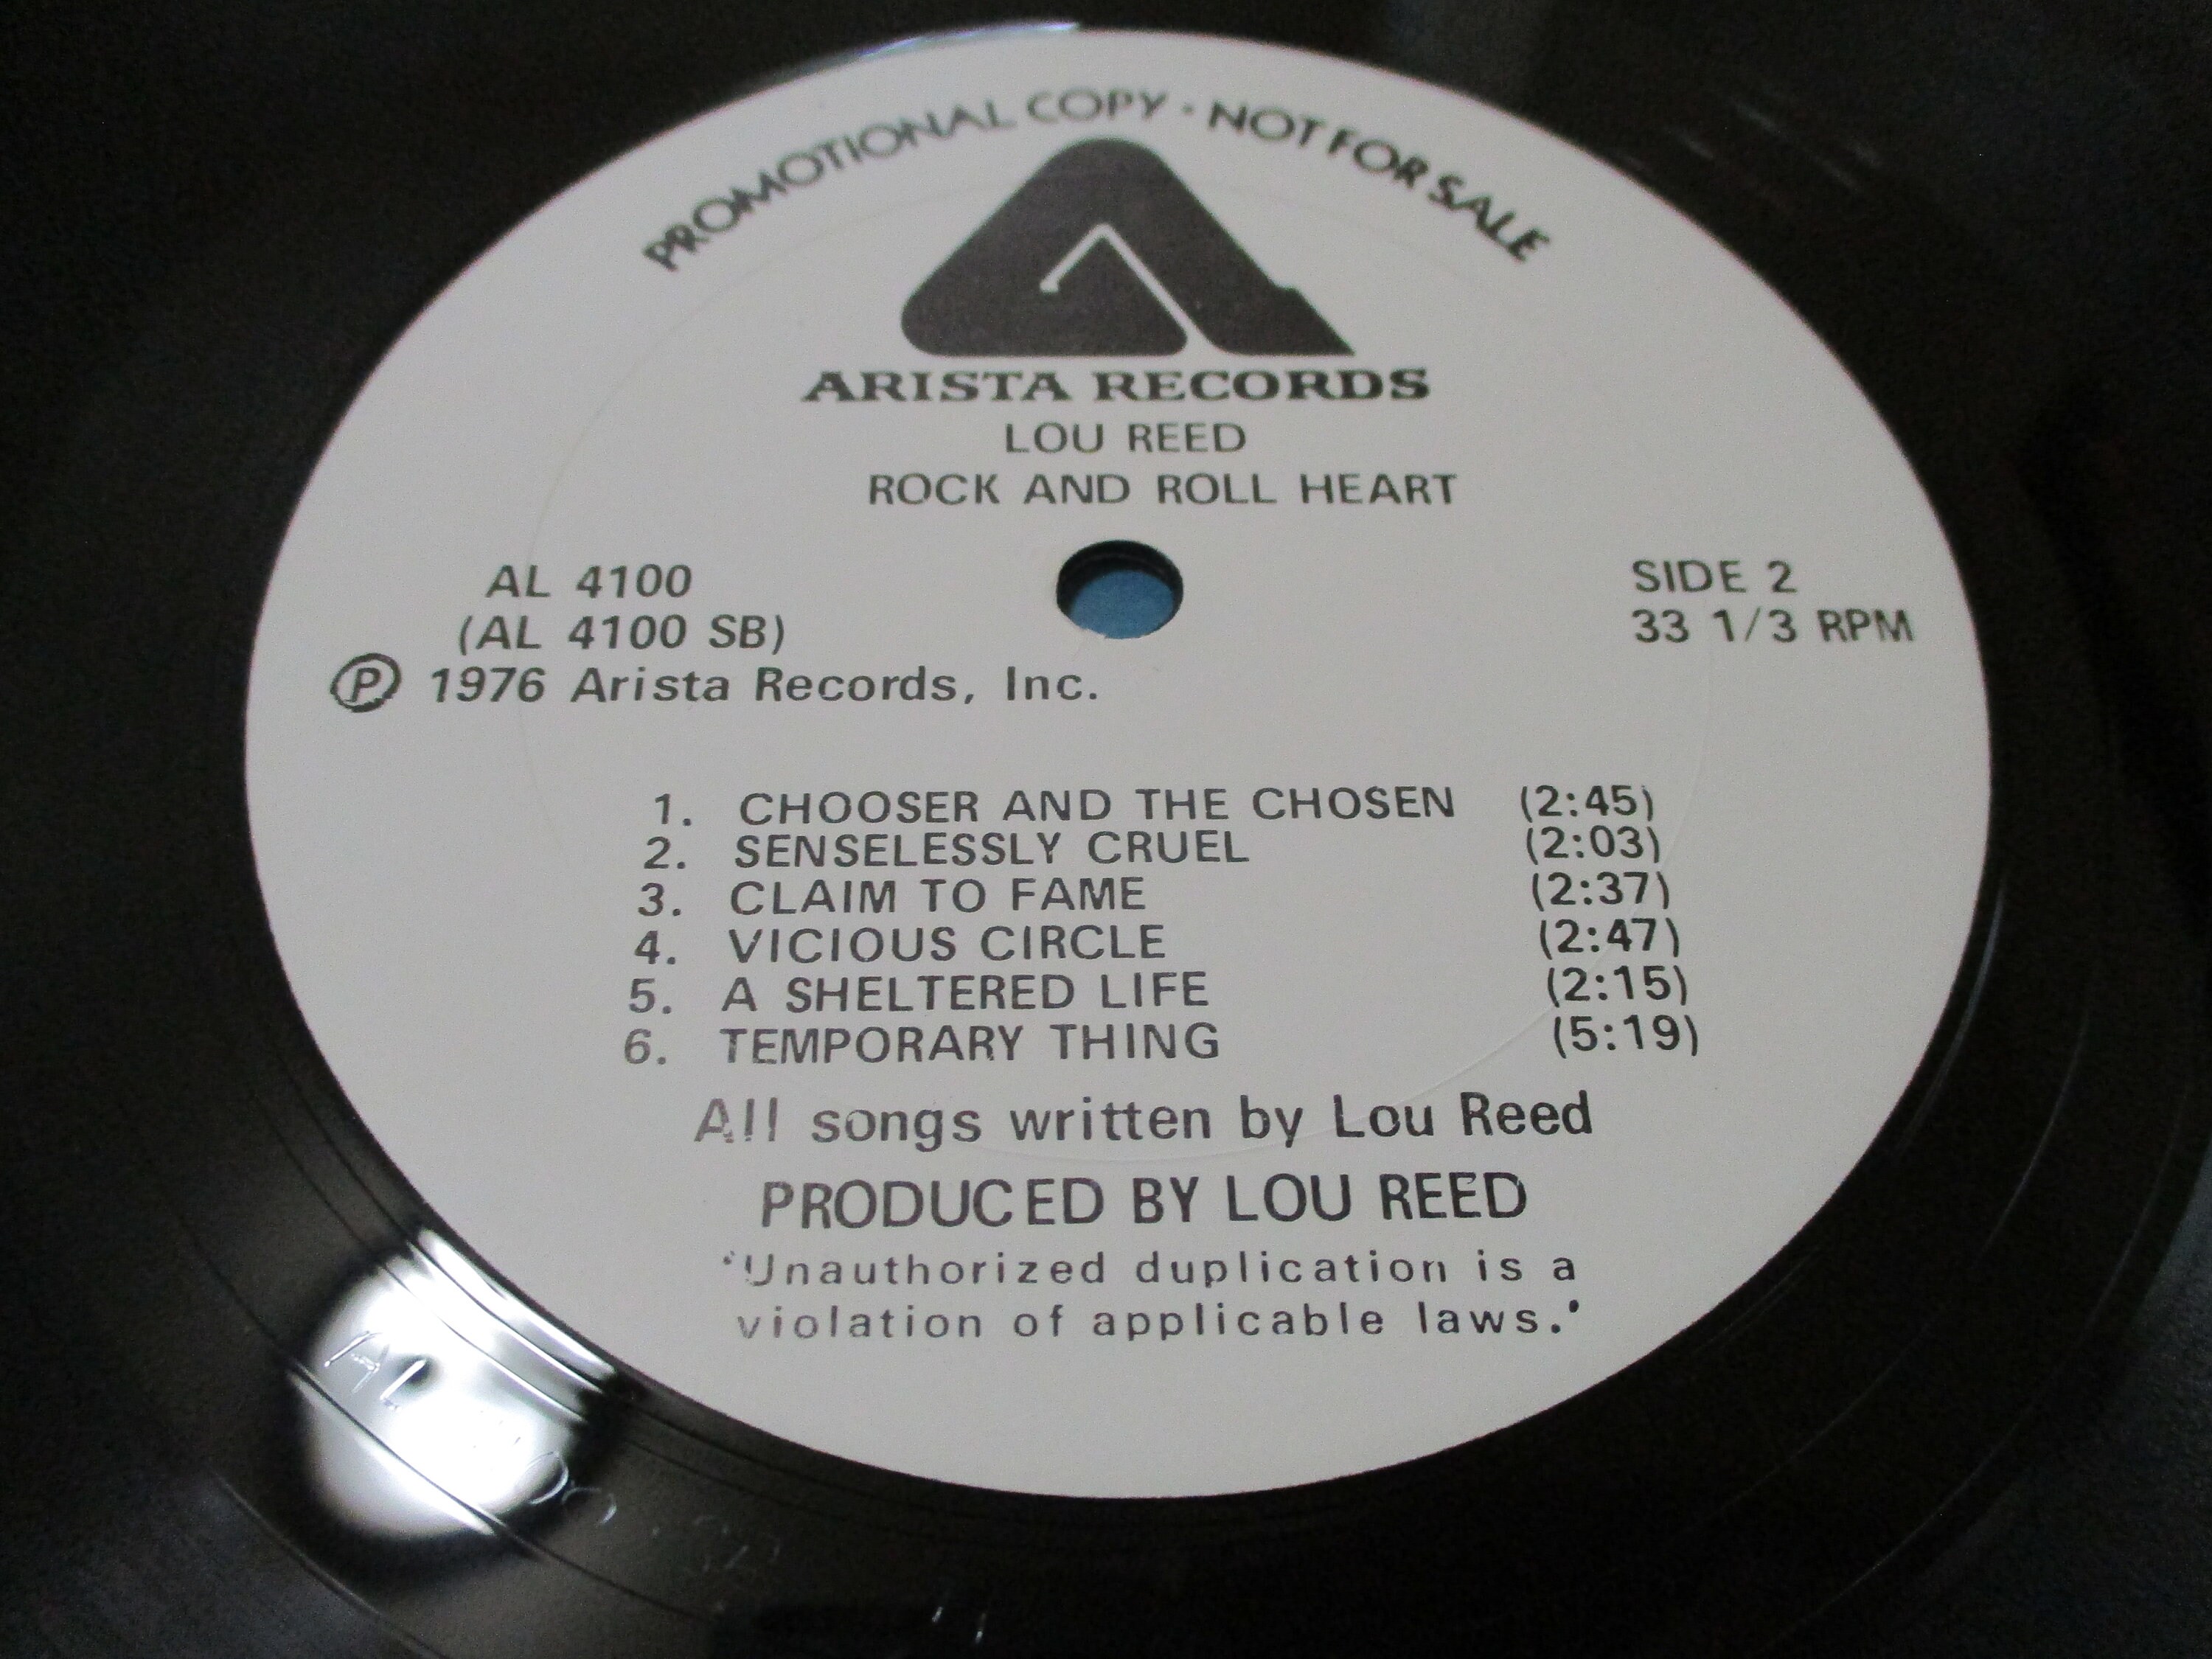 PROMOTIONAL COPY · NOT FOR SALE
ARISTA RECORDS
LOU REED
ROCK AND ROLL HEART
AL 4100
(AL 4100 SB)
Ⓟ 1976 Arista Records, Inc.
SIDE 2
33 1/3 RPM
1. CHOOSER AND THE CHOSEN (2:45)
2. SENSELESSLY CRUEL (2:03)
3. CLAIM TO FAME (2:37)
4. VICIOUS CIRCLE (2:47)
5. A SHELTERED LIFE (2:15)
6. TEMPORARY THING (5:19)
All songs written by Lou Reed
PRODUCED BY LOU REED
"Unauthorized duplication is a
violation of applicable laws."
AL